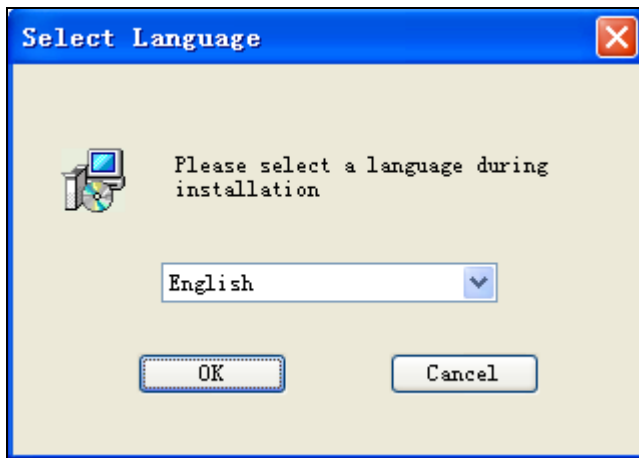 Select Language
Please select a language during
installation
English
OK
Cancel